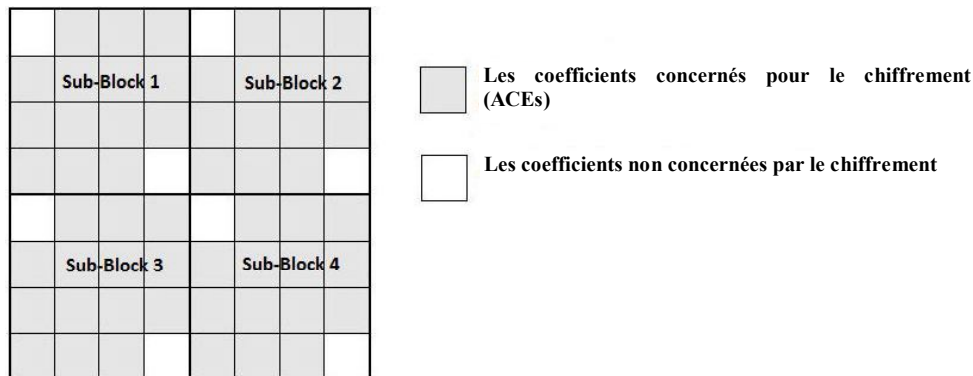 Sub-Block 1
Sub-Block 2
Sub-Block 3
Sub-Block 4
Les coefficients concernés pour le chiffrement
(ACEs)
Les coefficients non concernées par le chiffrement